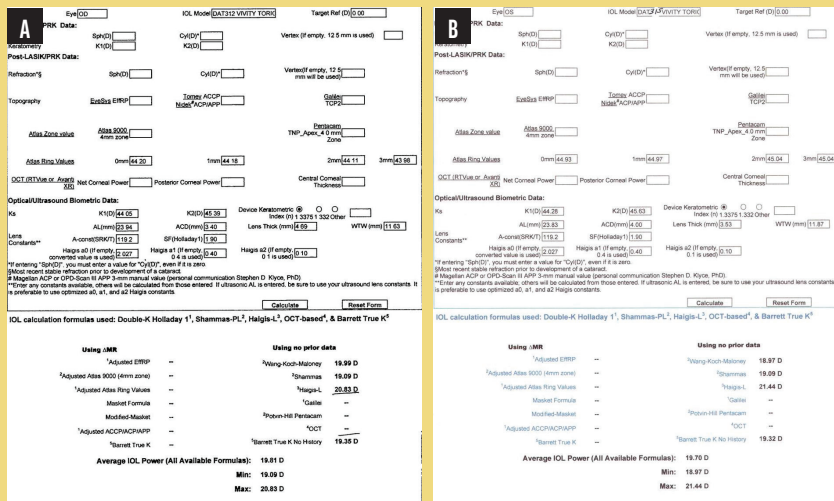 A
Eye OD IOL Model DAT312 VIVITY TORIC Target Ref (D) 0.00
PRK Data:
Sph(D) Cyl(D)* Vertex (If empty, 12.5 mm is used)
Keratometry K1(D) K2(D)
Post-LASIK/PRK Data:
Refraction*§ Sph(D) Cyl(D)* Vertex(If empty, 12.5 mm will be used)
Topography EyeSys EffRP Tomey ACCP Nidek#ACP/APP Galilei TCP2
Atlas Zone value Atlas 9000 4mm zone Pentacam TNP_Apex_4.0 mm Zone
Atlas Ring Values 0mm 44.20 1mm 44.18 2mm 44.11 3mm 43.98
OCT (RTVue or Avanti XR) Net Corneal Power Posterior Corneal Power Central Corneal Thickness
Optical/Ultrasound Biometric Data:
Ks K1(D) 44.05 K2(D) 45.39 Device Keratometric Index (n) 1.3375 1.332 Other
AL(mm) 23.94 ACD(mm) 3.40 Lens Thick (mm) 4.69 WTW (mm) 11.63
Lens Constants** A-const(SRK/T) 119.2 SF(Holladay1) 1.90
Haigis a0 (If empty, converted value is used) 2.027 Haigis a1 (If empty, 0.4 is used) 0.40 Haigis a2 (If empty, 0.1 is used) 0.10
*If entering "Sph(D)", you must enter a value for "Cyl(D)", even if it is zero.
§Most recent stable refraction prior to development of a cataract.
# Magellan ACP or OPD-Scan III APP 3-mm manual value (personal communication Stephen D. Klyce, PhD).
**Enter any constants available; others will be calculated from those entered. If ultrasonic AL is entered, be sure to use your ultrasound lens constants. It
is preferable to use optimized a0, a1, and a2 Haigis constants.
Calculate Reset Form
IOL calculation formulas used: Double-K Holladay 1¹, Shammas-PL², Haigis-L³, OCT-based⁴, & Barrett True K⁵
Using ΔMR Using no prior data
¹Adjusted EffRP -- ²Wang-Koch-Maloney 19.99 D
²Adjusted Atlas 9000 (4mm zone) -- ²Shammas 19.09 D
¹Adjusted Atlas Ring Values -- ³Haigis-L 20.83 D
Masket Formula -- ¹Galilei --
Modified-Masket -- ²Potvin-Hill Pentacam --
¹Adjusted ACCP/ACP/APP -- ⁴OCT --
⁵Barrett True K -- ⁵Barrett True K No History 19.35 D
Average IOL Power (All Available Formulas): 19.81 D
Min: 19.09 D
Max: 20.83 D
B
Eye OS IOL Model VIVITY TORIC Target Ref (D) 0.00
PRK Data:
Sph(D) Cyl(D)* Vertex (If empty, 12.5 mm is used)
Keratometry K1(D) K2(D)
Post-LASIK/PRK Data:
Refraction*§ Sph(D) Cyl(D)* Vertex(If empty, 12.5 mm will be used)
Topography EyeSys EffRP Tomey ACCP Nidek#ACP/APP Galilei TCP2
Atlas Zone value Atlas 9000 4mm zone Pentacam TNP_Apex_4.0 mm Zone
Atlas Ring Values 0mm 44.93 1mm 44.97 2mm 45.04 3mm 45.04
OCT (RTVue or Avanti XR) Net Corneal Power Posterior Corneal Power Central Corneal Thickness
Optical/Ultrasound Biometric Data:
Ks K1(D) 44.28 K2(D) 45.63 Device Keratometric Index (n) 1.3375 1.332 Other
AL(mm) 23.83 ACD(mm) 4.00 Lens Thick (mm) 3.53 WTW (mm) 11.87
Lens Constants** A-const(SRK/T) 119.2 SF(Holladay1) 1.90
Haigis a0 (If empty, converted value is used) 2.027 Haigis a1 (If empty, 0.4 is used) 0.40 Haigis a2 (If empty, 0.1 is used) 0.10
*If entering "Sph(D)", you must enter a value for "Cyl(D)", even if it is zero.
§Most recent stable refraction prior to development of a cataract.
# Magellan ACP or OPD-Scan III APP 3-mm manual value (personal communication Stephen D. Klyce, PhD).
**Enter any constants available; others will be calculated from those entered. If ultrasonic AL is entered, be sure to use your ultrasound lens constants. It
is preferable to use optimized a0, a1, and a2 Haigis constants.
Calculate Reset Form
IOL calculation formulas used: Double-K Holladay 1¹, Shammas-PL², Haigis-L³, OCT-based⁴, & Barrett True K⁵
Using ΔMR Using no prior data
¹Adjusted EffRP -- ²Wang-Koch-Maloney 18.97 D
²Adjusted Atlas 9000 (4mm zone) -- ²Shammas 19.09 D
¹Adjusted Atlas Ring Values -- ³Haigis-L 21.44 D
Masket Formula -- ¹Galilei --
Modified-Masket -- ²Potvin-Hill Pentacam --
¹Adjusted ACCP/ACP/APP -- ⁴OCT --
⁵Barrett True K -- ⁵Barrett True K No History 19.32 D
Average IOL Power (All Available Formulas): 19.70 D
Min: 18.97 D
Max: 21.44 D